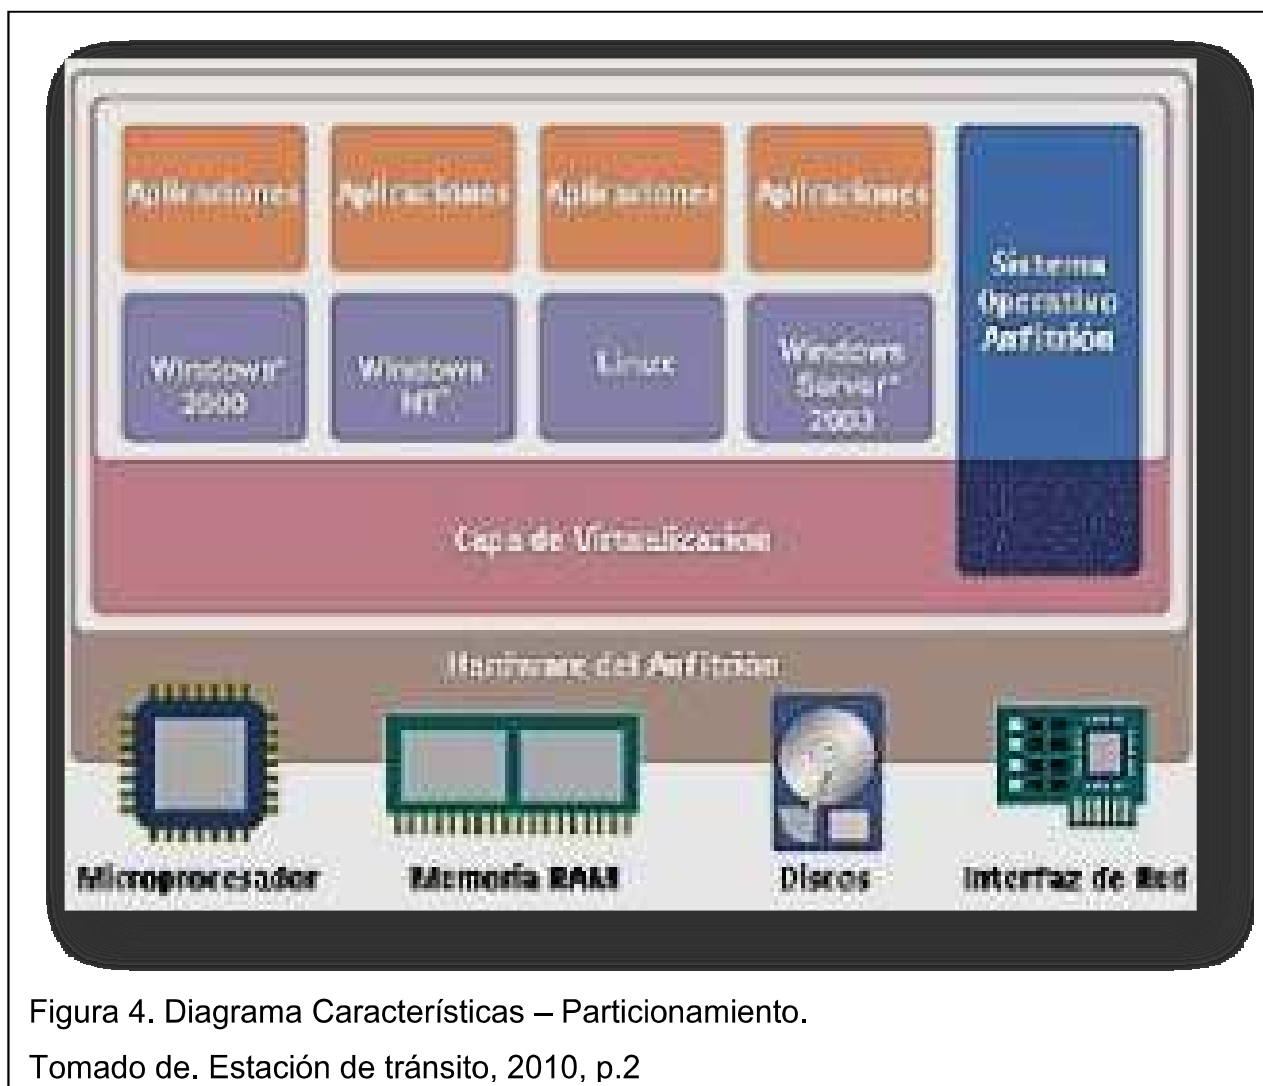 Aplicaciones Aplicaciones Aplicaciones Aplicaciones
Sistema
Operativo
Anfitrión
Windows*
2000
Windows
NT*
Linux
Windows
Server*
2003
Capa de Virtualización
Hardware del Anfitrión
Microprocesador Memoria RAM Discos Interfaz de Red
Figura 4. Diagrama Características – Particionamiento.
Tomado de. Estación de tránsito, 2010, p.2